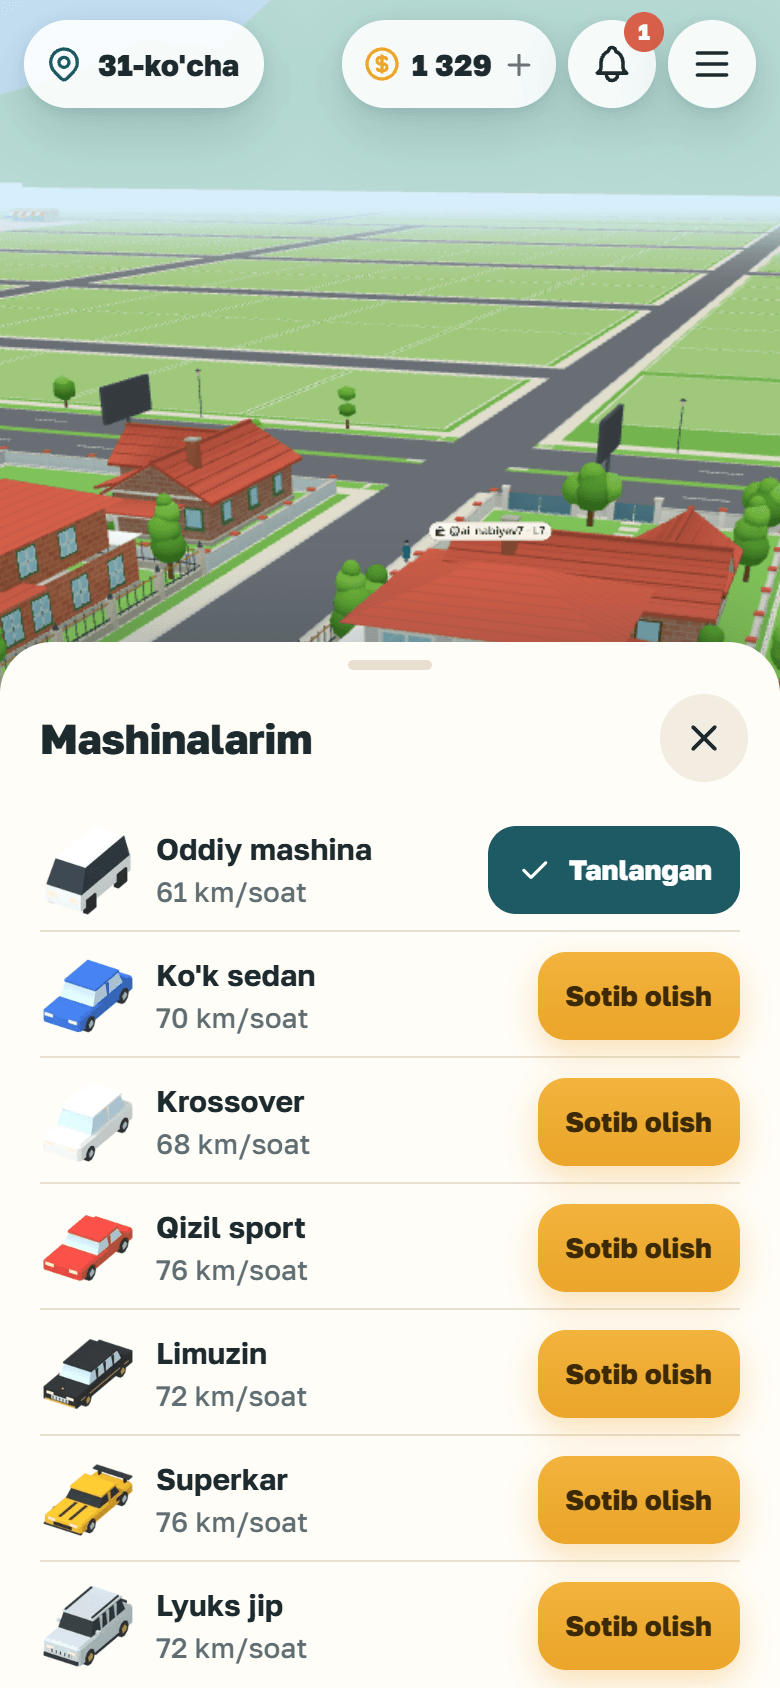 31-ko'cha
1 329
1
@ai_nabiyev7 · L7
Mashinalarim
Oddiy mashina
61 km/soat
Tanlangan
Ko'k sedan
70 km/soat
Sotib olish
Krossover
68 km/soat
Sotib olish
Qizil sport
76 km/soat
Sotib olish
Limuzin
72 km/soat
Sotib olish
Superkar
76 km/soat
Sotib olish
Lyuks jip
72 km/soat
Sotib olish